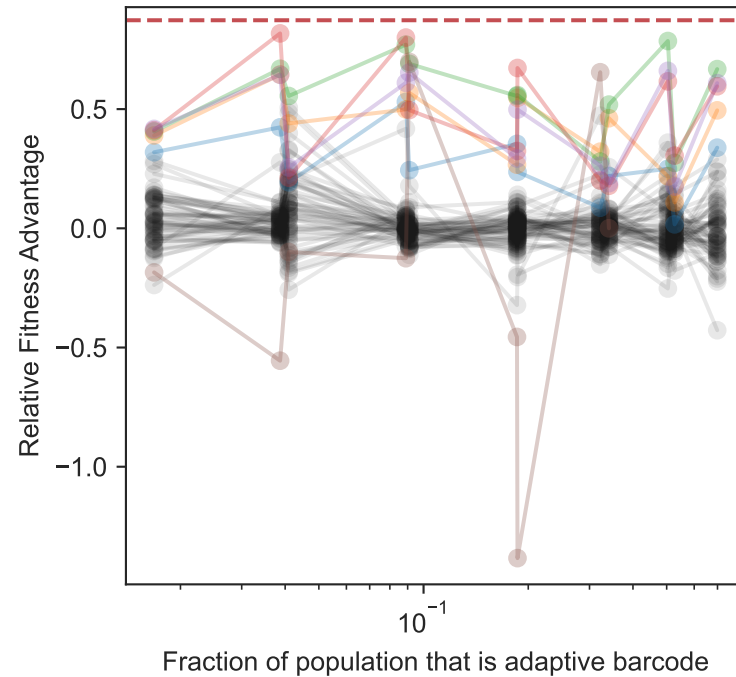 Relative Fitness Advantage
0.5
0.0
−0.5
−1.0
10⁻¹
Fraction of population that is adaptive barcode